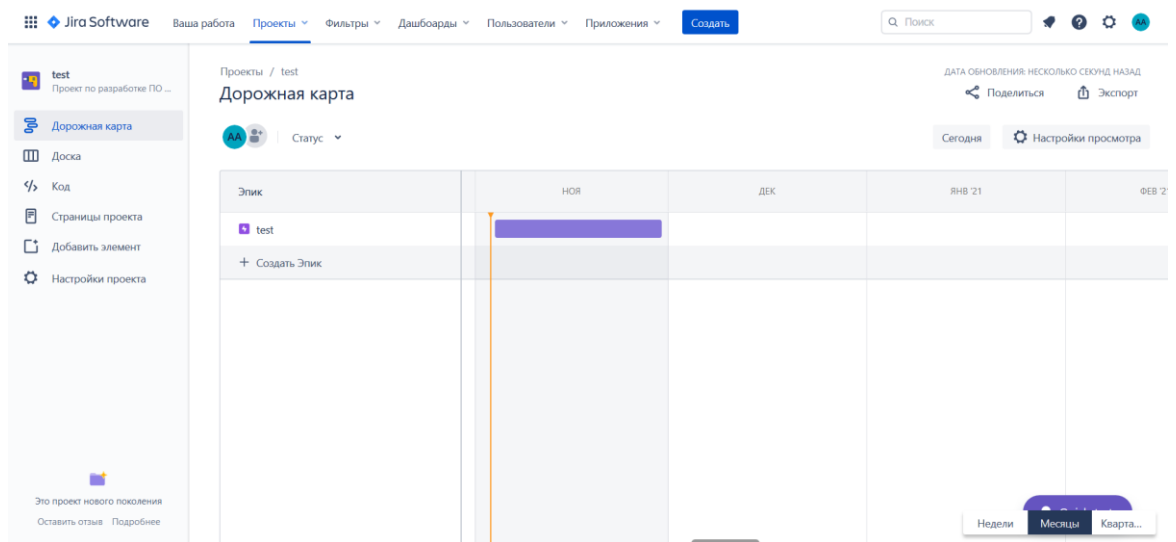 Jira Software Ваша работа Проекты Фильтры Дашборды Пользователи Приложения Создать Поиск AA
test
Проект по разработке ПО ...
Дорожная карта
Доска
Код
Страницы проекта
Добавить элемент
Настройки проекта
Это проект нового поколения
Оставить отзыв Подробнее
Проекты / test
ДАТА ОБНОВЛЕНИЯ: НЕСКОЛЬКО СЕКУНД НАЗАД
Дорожная карта
Поделиться Экспорт
AA Статус
Сегодня Настройки просмотра
Эпик НОЯ ДЕК ЯНВ '21 ФЕВ '2
test
+ Создать Эпик
Недели Месяцы Кварта...